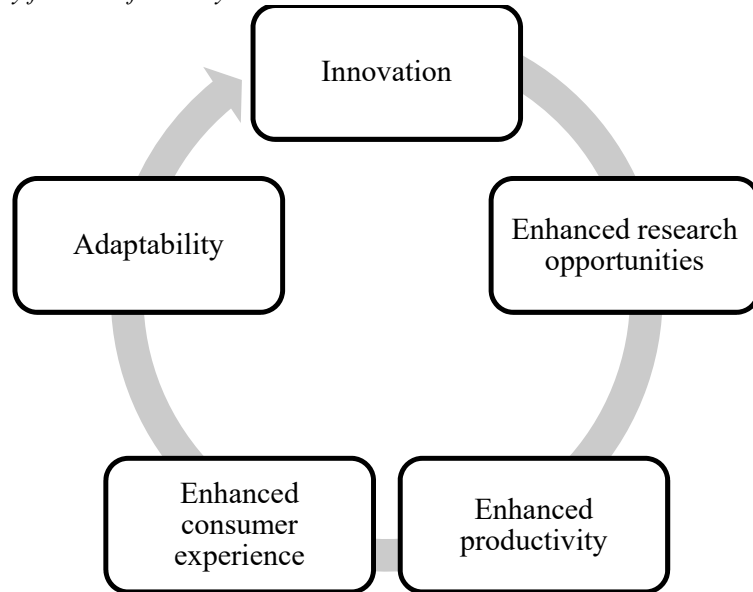 Innovation
Enhanced research
opportunities
Enhanced
productivity
Enhanced
consumer
experience
Adaptability